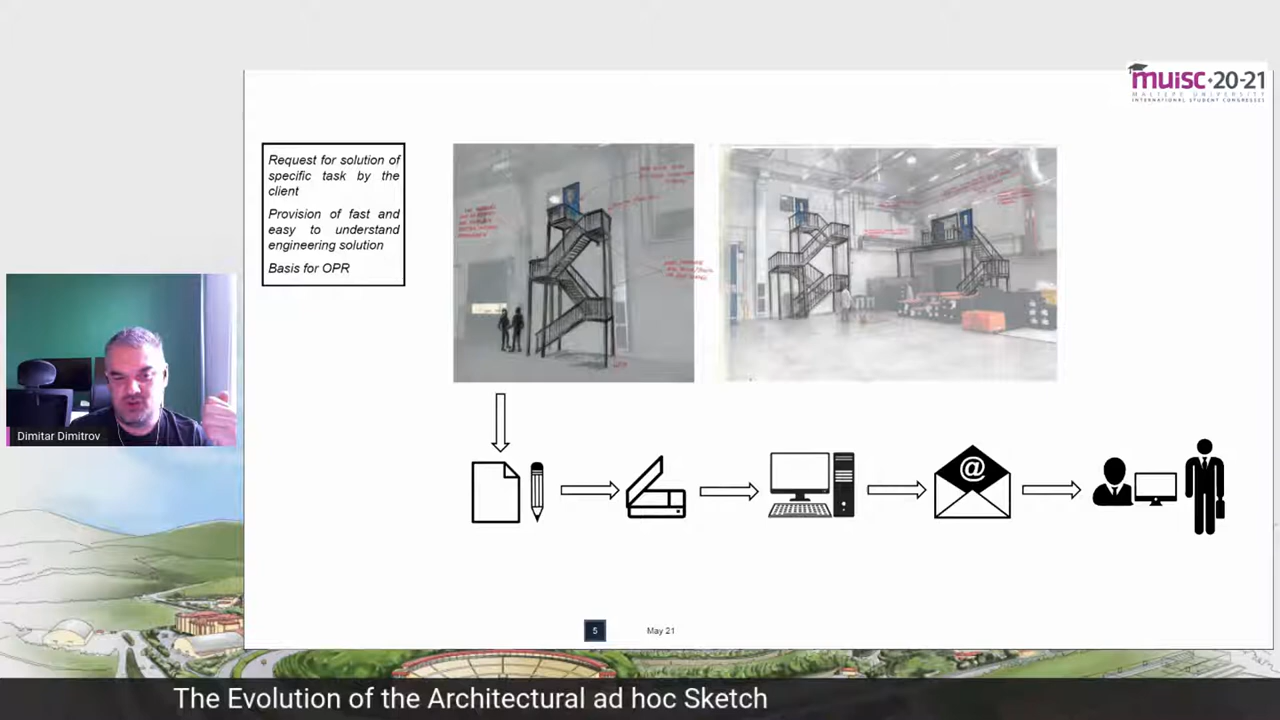 muisc·20-21
MALTEPE UNIVERSITY
INTERNATIONAL STUDENT CONGRESSES
Request for solution of
specific task by the
client
Provision of fast and
easy to understand
engineering solution
Basis for OPR
@
Dimitar Dimitrov
5
May 21
The Evolution of the Architectural ad hoc Sketch